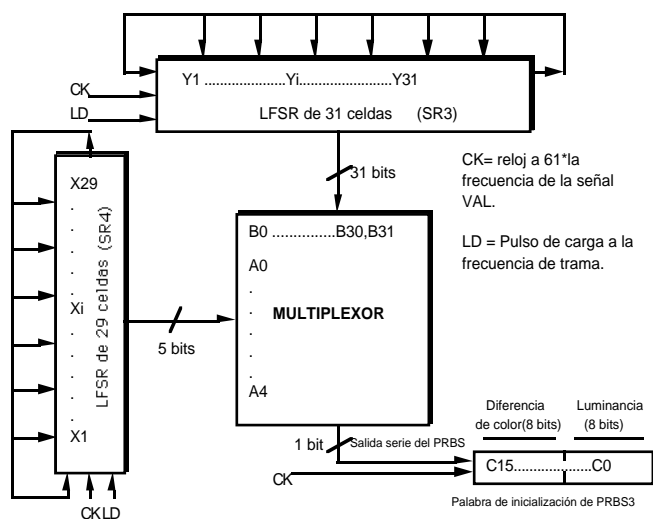 Y1 .....................Yi........................Y31
CK
LD
LFSR de 31 celdas (SR3)
31 bits
CK= reloj a 61*la
frecuencia de la señal
VAL.
LD = Pulso de carga a la
frecuencia de trama.
X29
.
.
.
.
Xi
.
.
.
.
X1
LFSR de 29 celdas (SR4)
CK LD
5 bits
B0 ...............B30,B31
A0
.
.
.
.
.
A4
MULTIPLEXOR
1 bit
Salida serie del PRBS
CK
Diferencia
de color(8 bits)
Luminancia
(8 bits)
C15.....................C0
Palabra de inicialización de PRBS3